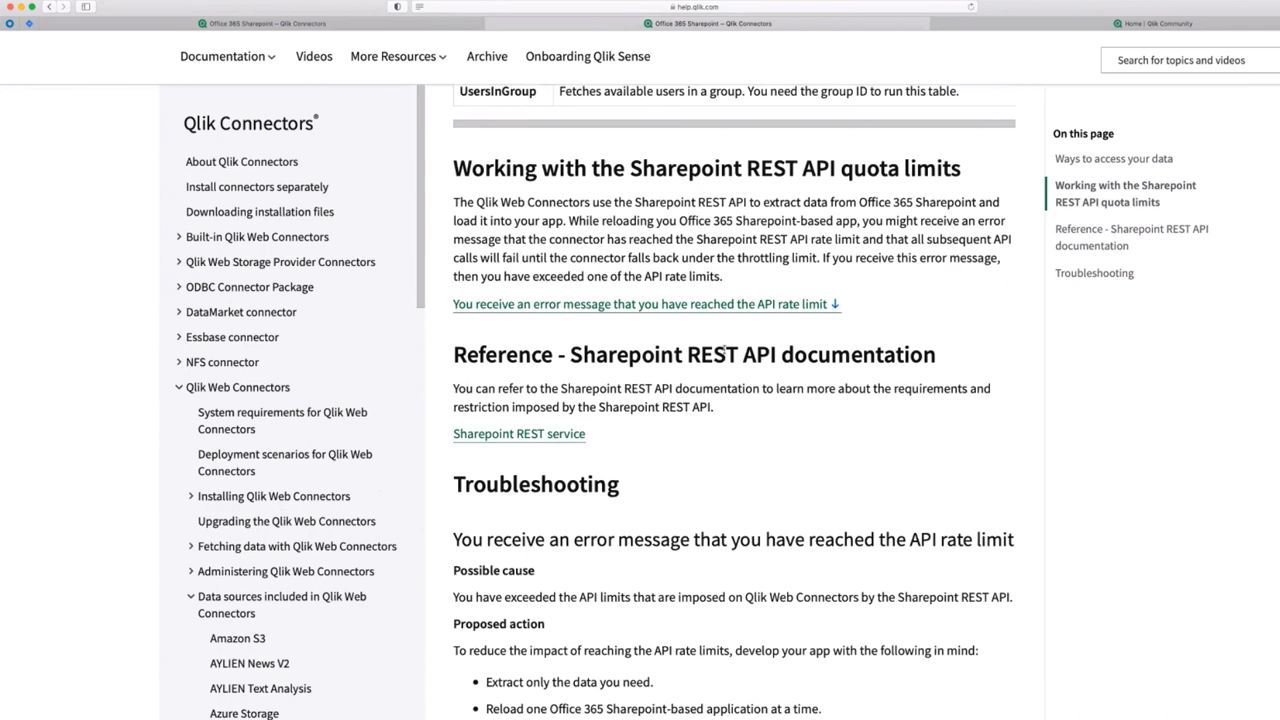 help.qlik.com
Office 365 Sharepoint – Qlik Connectors
Office 365 Sharepoint – Qlik Connectors
Home | Qlik Community
Documentation
Videos
More Resources
Archive
Onboarding Qlik Sense
Search for topics and videos
Qlik Connectors®
About Qlik Connectors
Install connectors separately
Downloading installation files
Built-in Qlik Web Connectors
Qlik Web Storage Provider Connectors
ODBC Connector Package
DataMarket connector
Essbase connector
NFS connector
Qlik Web Connectors
System requirements for Qlik Web
Connectors
Deployment scenarios for Qlik Web
Connectors
Installing Qlik Web Connectors
Upgrading the Qlik Web Connectors
Fetching data with Qlik Web Connectors
Administering Qlik Web Connectors
Data sources included in Qlik Web
Connectors
Amazon S3
AYLIEN News V2
AYLIEN Text Analysis
Azure Storage
UsersInGroup Fetches available users in a group. You need the group ID to run this table.
Working with the Sharepoint REST API quota limits
The Qlik Web Connectors use the Sharepoint REST API to extract data from Office 365 Sharepoint and
load it into your app. While reloading you Office 365 Sharepoint-based app, you might receive an error
message that the connector has reached the Sharepoint REST API rate limit and that all subsequent API
calls will fail until the connector falls back under the throttling limit. If you receive this error message,
then you have exceeded one of the API rate limits.
You receive an error message that you have reached the API rate limit ↓
Reference - Sharepoint REST API documentation
You can refer to the Sharepoint REST API documentation to learn more about the requirements and
restriction imposed by the Sharepoint REST API.
Sharepoint REST service
Troubleshooting
You receive an error message that you have reached the API rate limit
Possible cause
You have exceeded the API limits that are imposed on Qlik Web Connectors by the Sharepoint REST API.
Proposed action
To reduce the impact of reaching the API rate limits, develop your app with the following in mind:
• Extract only the data you need.
• Reload one Office 365 Sharepoint-based application at a time.
On this page
Ways to access your data
Working with the Sharepoint
REST API quota limits
Reference - Sharepoint REST API
documentation
Troubleshooting